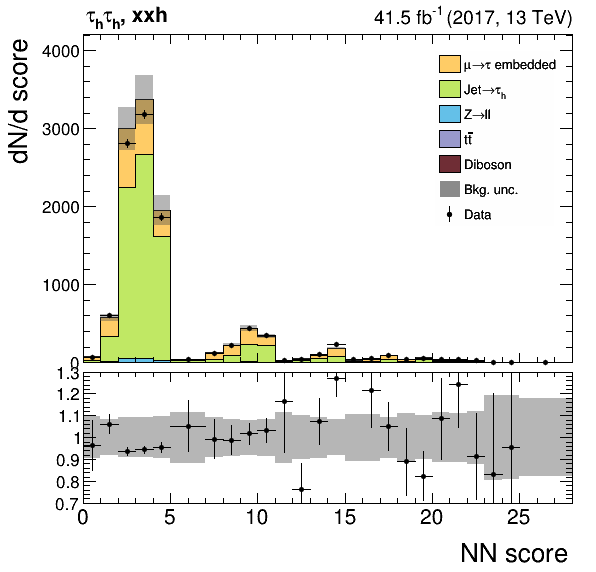 τhτh, xxh
41.5 fb⁻¹ (2017, 13 TeV)
dN/d score
4000
3000
2000
1000
0
μ→τ embedded
Jet→τh
Z→ll
tt̄
Diboson
Bkg. unc.
Data
1.3
1.2
1.1
1
0.9
0.8
0.7
0 5 10 15 20 25
NN score